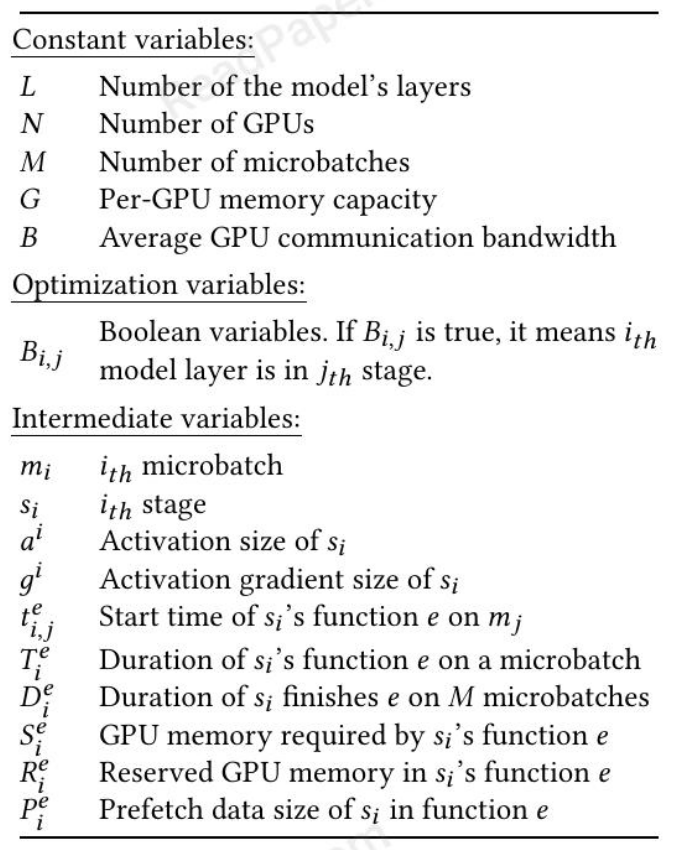 Constant variables:
L Number of the model's layers
N Number of GPUs
M Number of microbatches
G Per-GPU memory capacity
B Average GPU communication bandwidth
Optimization variables:
B_{i,j} Boolean variables. If B_{i,j} is true, it means i_{th}
model layer is in j_{th} stage.
Intermediate variables:
m_i i_{th} microbatch
s_i i_{th} stage
a^i Activation size of s_i
g^i Activation gradient size of s_i
t^e_{i,j} Start time of s_i's function e on m_j
T^e_i Duration of s_i's function e on a microbatch
D^e_i Duration of s_i finishes e on M microbatches
S^e_i GPU memory required by s_i's function e
R^e_i Reserved GPU memory in s_i's function e
P^e_i Prefetch data size of s_i in function e